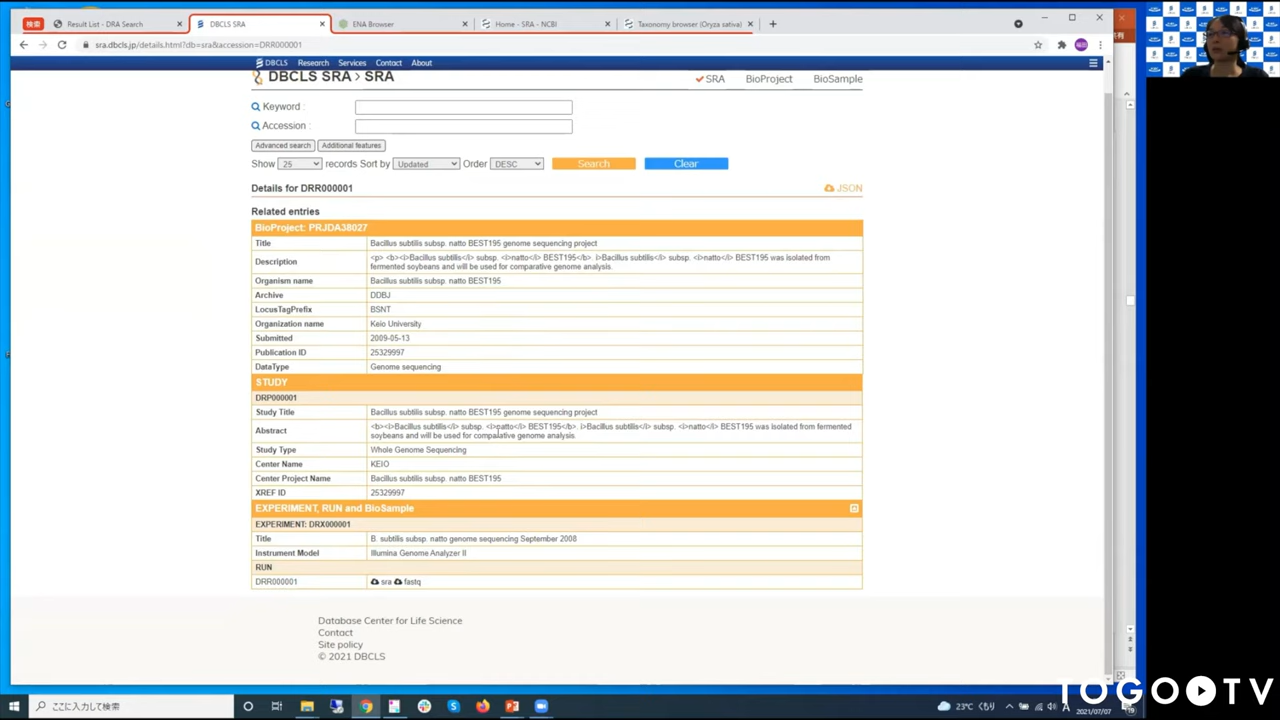 検索 Result List - DRA Search × DBCLS SRA × ENA Browser × Home - SRA - NCBI × Taxonomy browser (Oryza sativa) × +
sra.dbcls.jp/details.html?db=sra&accession=DRR000001
DBCLS Research Services Contact About
DBCLS SRA > SRA
SRA BioProject BioSample
Keyword :
Accession :
Advanced search Additional features
Show 25 records Sort by Updated Order DESC Search Clear
Details for DRR000001 JSON
Related entries
BioProject: PRJDA38027
Title Bacillus subtilis subsp. natto BEST195 genome sequencing project
Description <p> <b><i>Bacillus subtilis</i> subsp. <i>natto</i> BEST195</b>. i>Bacillus subtilis</i> subsp. <i>natto</i> BEST195 was isolated from
fermented soybeans and will be used for comparative genome analysis.
Organism name Bacillus subtilis subsp. natto BEST195
Archive DDBJ
LocusTagPrefix BSNT
Organization name Keio University
Submitted 2009-05-13
Publication ID 25329997
DataType Genome sequencing
STUDY
DRP000001
Study Title Bacillus subtilis subsp. natto BEST195 genome sequencing project
Abstract <b><i>Bacillus subtilis</i> subsp. <i>natto</i> BEST195</b>. i>Bacillus subtilis</i> subsp. <i>natto</i> BEST195 was isolated from fermented
soybeans and will be used for comparative genome analysis.
Study Type Whole Genome Sequencing
Center Name KEIO
Center Project Name Bacillus subtilis subsp. natto BEST195
XREF ID 25329997
EXPERIMENT, RUN and BioSample
EXPERIMENT: DRX000001
Title B. subtilis subsp. natto genome sequencing September 2008
Instrument Model Illumina Genome Analyzer II
RUN
DRR000001 sra fastq
Database Center for Life Science
Contact
Site policy
© 2021 DBCLS
TOGO TV
ここに入力して検索 23℃ くもり A 2021/07/07